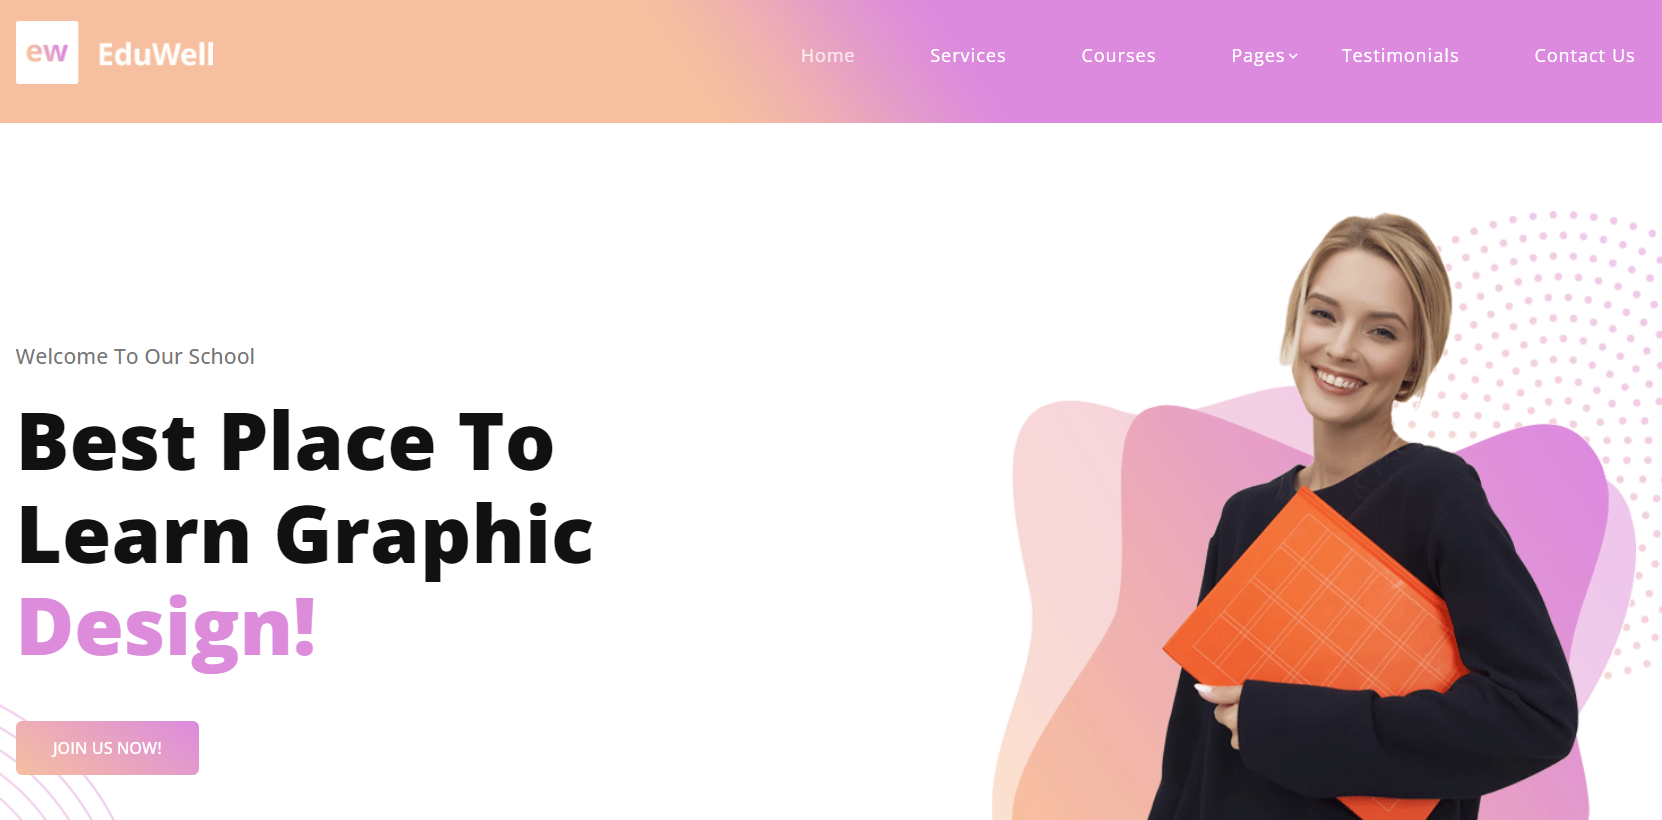 ew EduWell
Home Services Courses Pages Testimonials Contact Us
Welcome To Our School
Best Place To
Learn Graphic
Design!
JOIN US NOW!